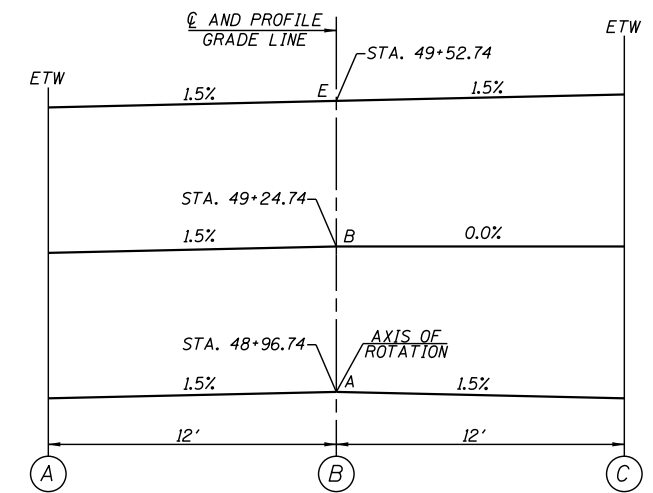 ℄ AND PROFILE
GRADE LINE
ETW
ETW
STA. 49+52.74
1.5%
E
1.5%
STA. 49+24.74
1.5%
B
0.0%
STA. 48+96.74
AXIS OF
ROTATION
1.5%
A
1.5%
12'
12'
A
B
C